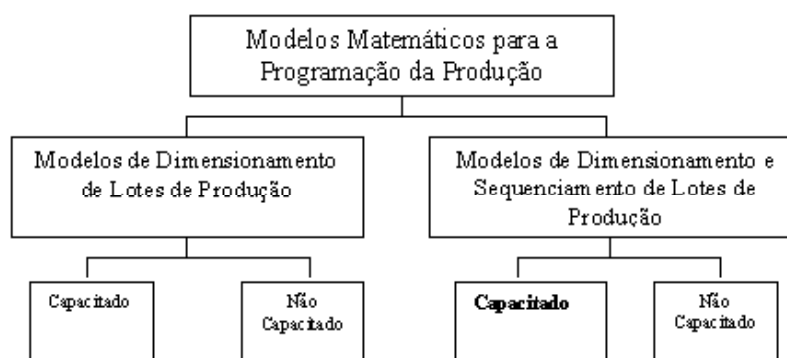 Modelos Matemáticos para a
Programação da Produção
Modelos de Dimensionamento
de Lotes de Produção
Modelos de Dimensionamento e
Sequenciamento de Lotes de
Produção
Capacitado
Não
Capacitado
Capacitado
Não
Capacitado